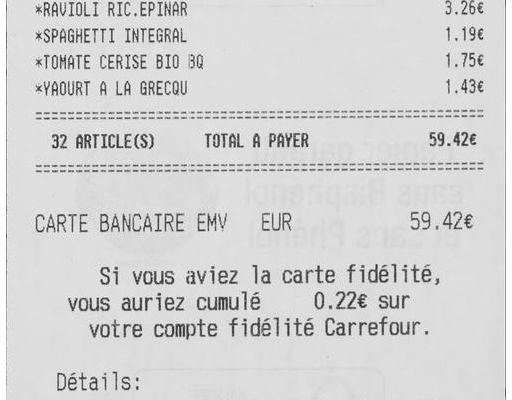 *RAVIOLI RIC.EPINAR 3.26€
*SPAGHETTI INTEGRAL 1.19€
*TOMATE CERISE BIO BQ 1.75€
*YAOURT A LA GRECQU 1.43€
32 ARTICLE(S) TOTAL A PAYER 59.42€
CARTE BANCAIRE EMV EUR 59.42€
Si vous aviez la carte fidélité,
vous auriez cumulé 0.22€ sur
votre compte fidélité Carrefour.
Détails: